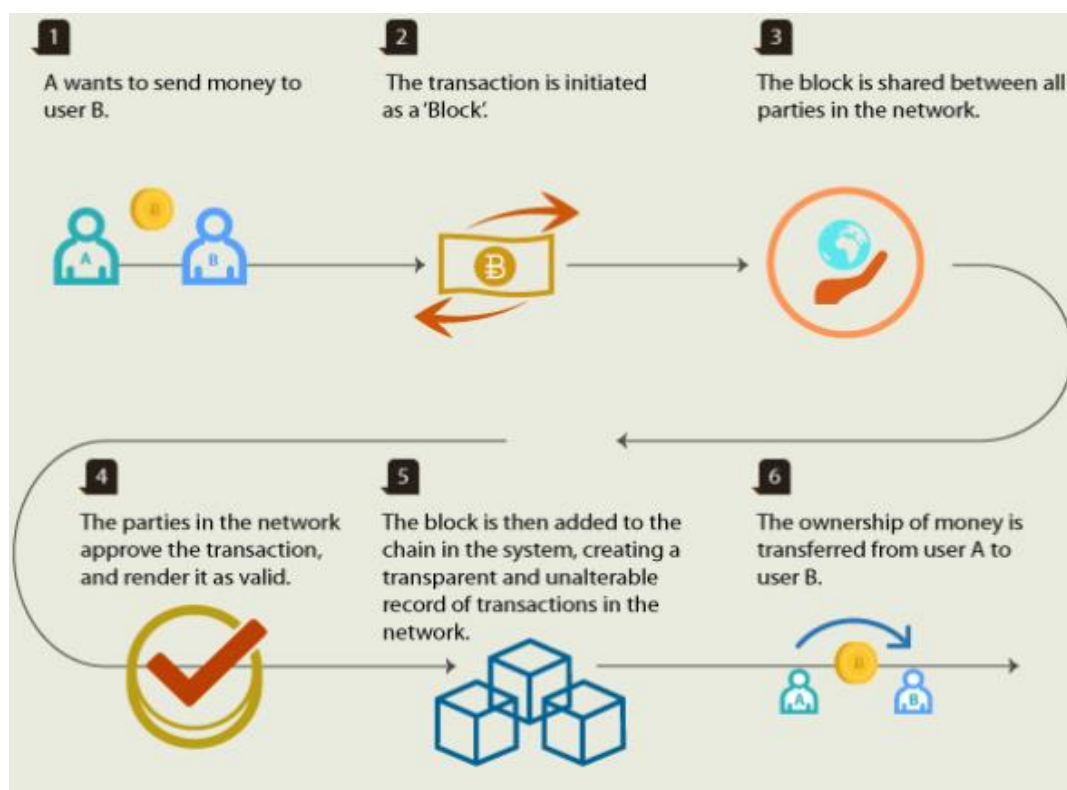 1
A wants to send money to
user B.
2
The transaction is initiated
as a 'Block'.
3
The block is shared between all
parties in the network.
A
B
B
B
4
The parties in the network
approve the transaction,
and render it as valid.
5
The block is then added to the
chain in the system, creating a
transparent and unalterable
record of transactions in the
network.
6
The ownership of money is
transferred from user A to
user B.
B
A
B